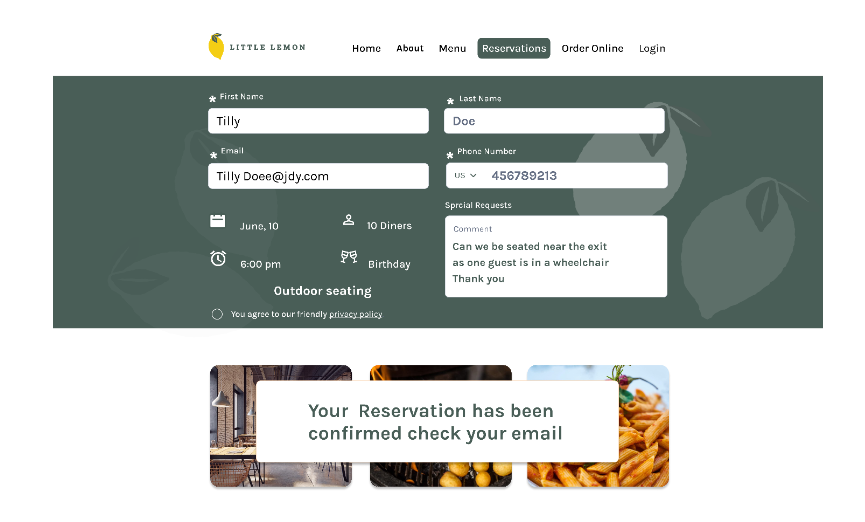 LITTLE LEMON
Home About Menu Reservations Order Online Login
* First Name
Tilly
* Last Name
Doe
* Email
Tilly Doee@jdy.com
* Phone Number
US 456789213
June, 10
10 Diners
6:00 pm
Birthday
Outdoor seating
You agree to our friendly privacy policy
Sprcial Requests
Comment
Can we be seated near the exit
as one guest is in a wheelchair
Thank you
Your Reservation has been
confirmed check your email